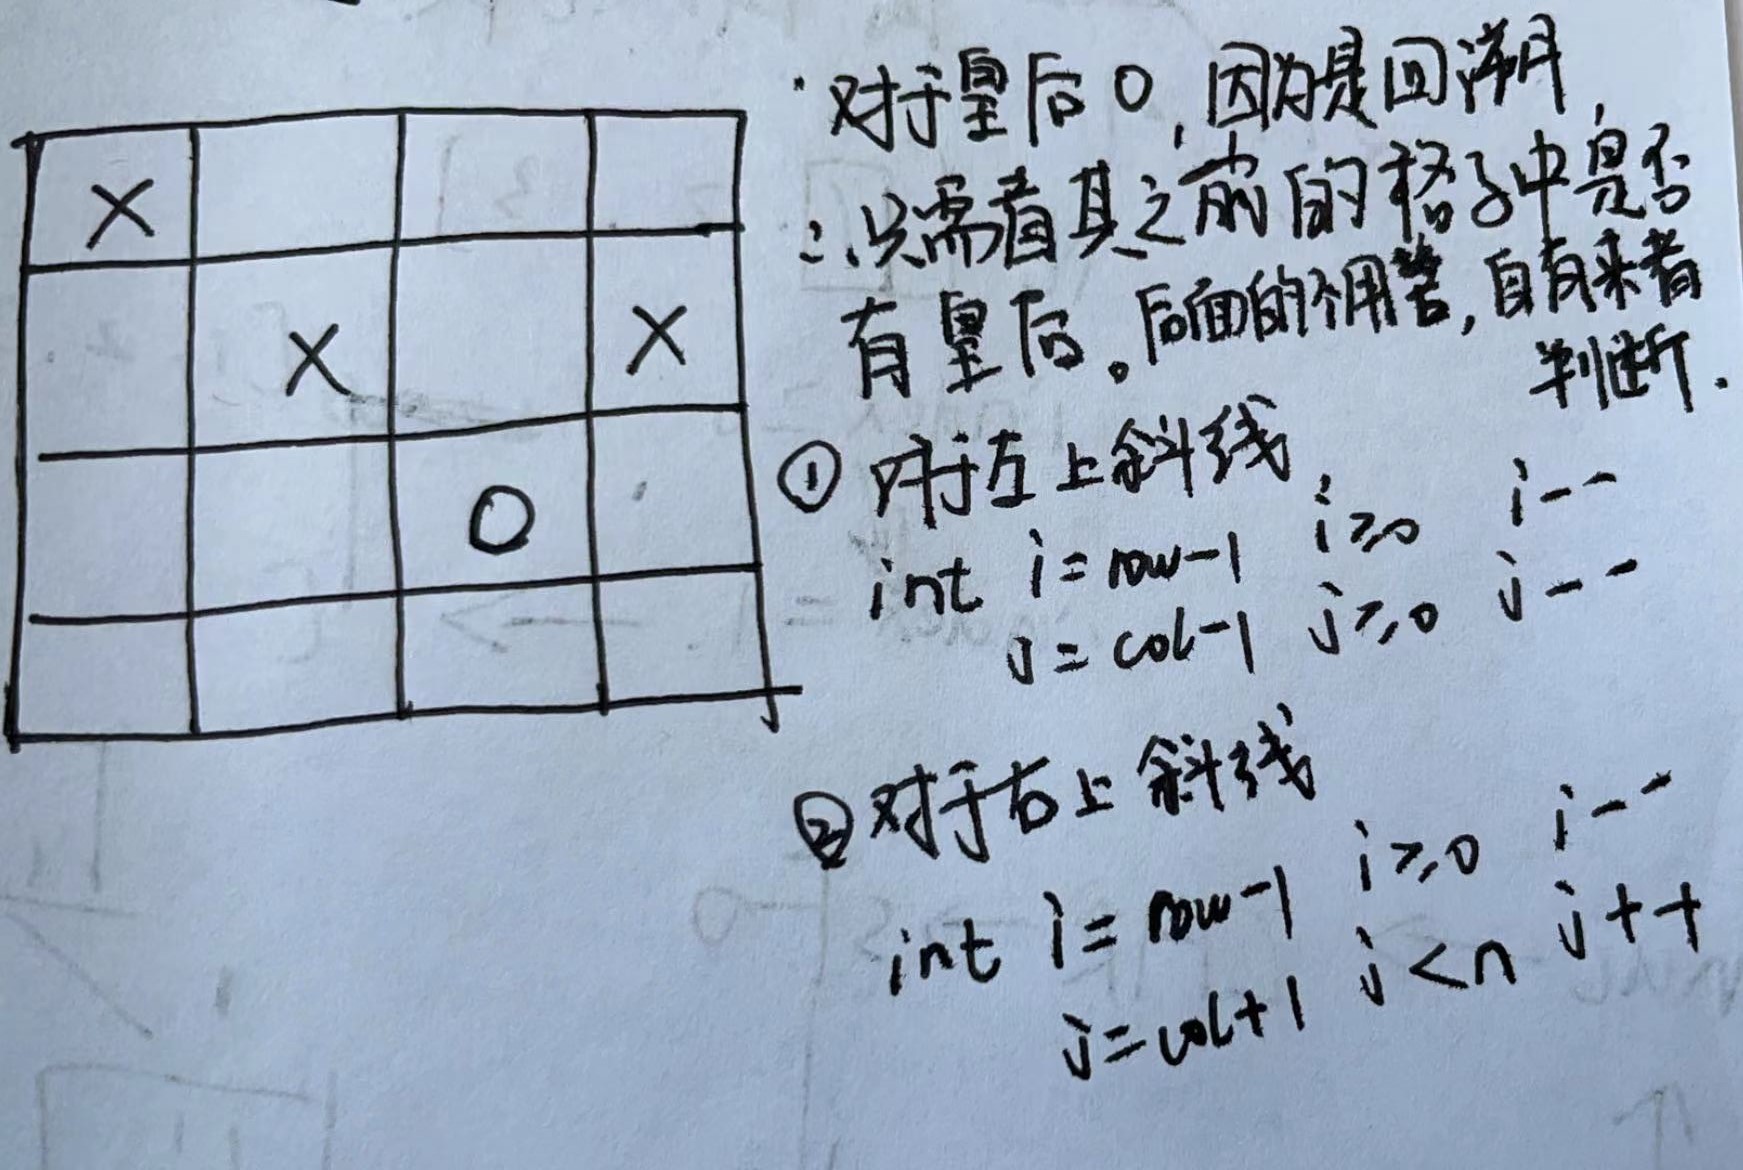 X
X
X
O
·对于皇后O,因为是回溯,
∴只需看其之前的格子中是否
有皇后。后面的不用管,自有来者
判断.
① 对于左上斜线
int i=row-1 i≥0 i--
j=col-1 j≥0 j--
② 对于右上斜线
int i=row-1 i≥0 i--
j=col+1 j<n j++